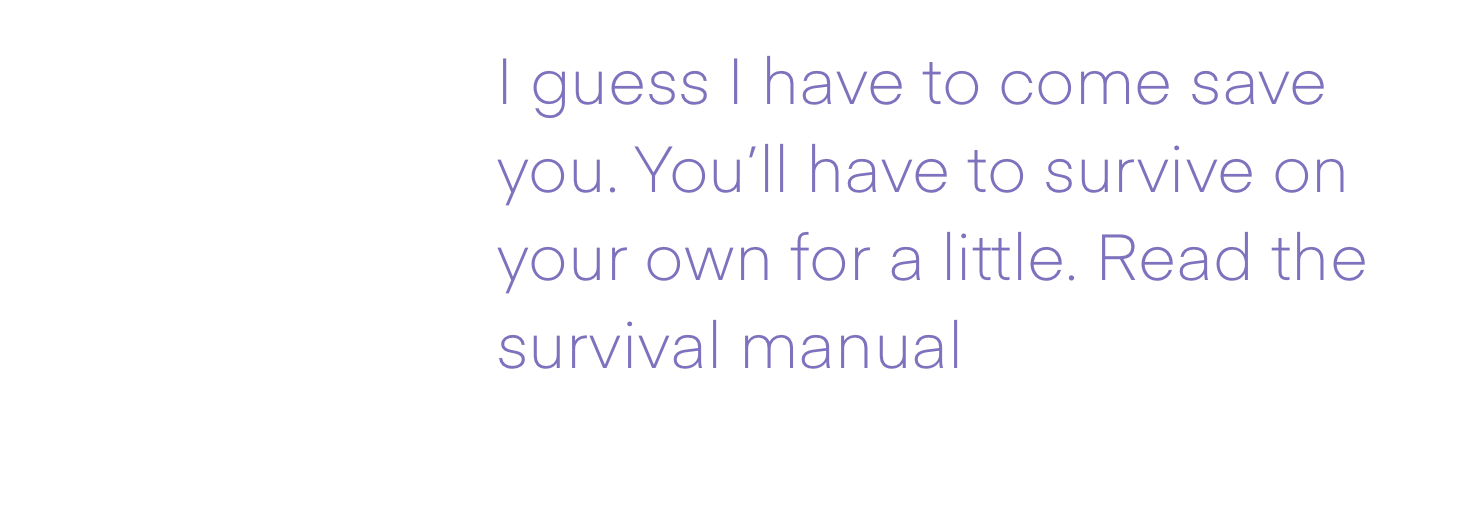 I guess I have to come save
you. You’ll have to survive on
your own for a little. Read the
survival manual